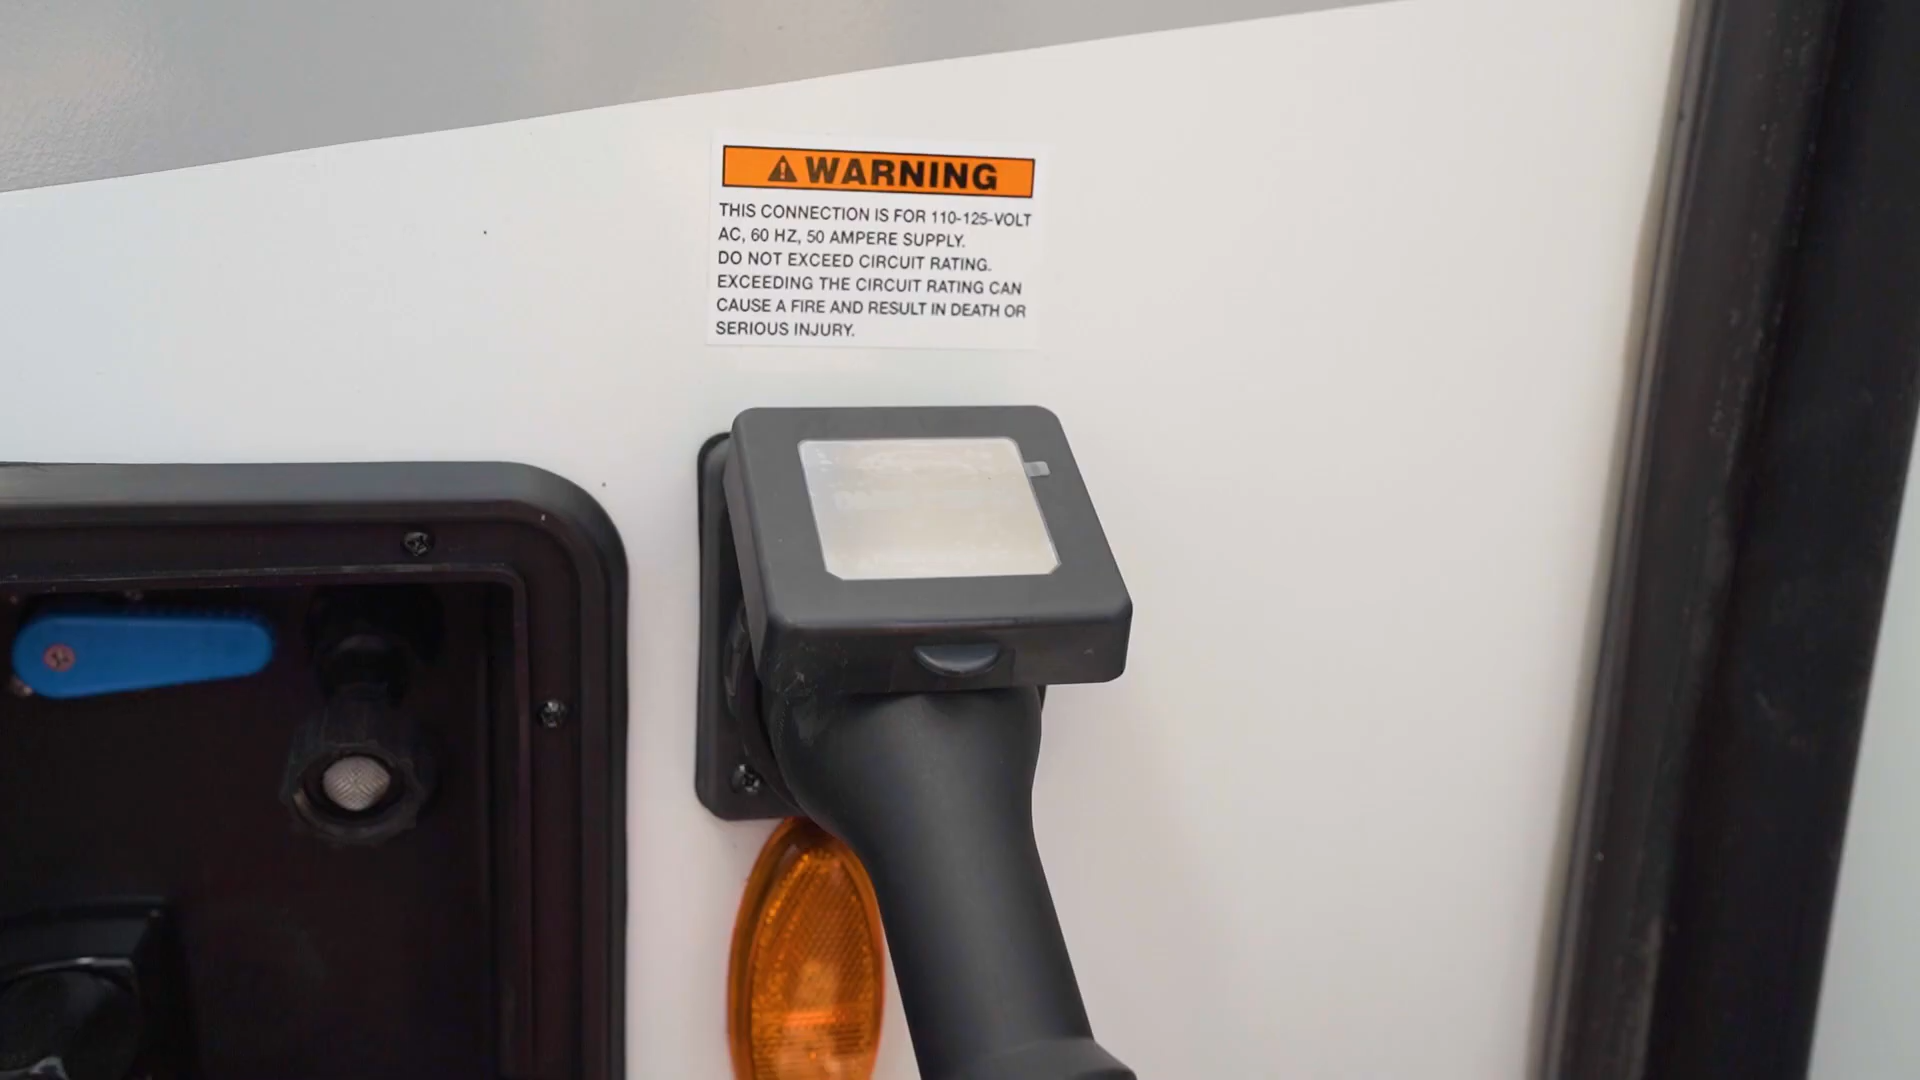 WARNING
THIS CONNECTION IS FOR 110-125-VOLT
AC, 60 HZ, 50 AMPERE SUPPLY.
DO NOT EXCEED CIRCUIT RATING.
EXCEEDING THE CIRCUIT RATING CAN
CAUSE A FIRE AND RESULT IN DEATH OR
SERIOUS INJURY.